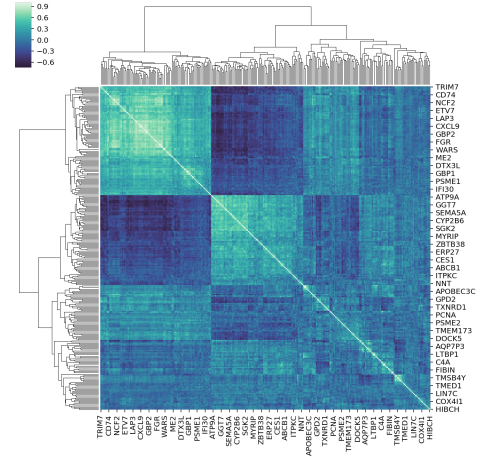 0.9
0.6
0.3
0.0
−0.3
−0.6
TRIM7
CD74
NCF2
ETV7
LAP3
CXCL9
GBP2
FGR
WARS
ME2
DTX3L
GBP1
PSME1
IFI30
ATP9A
GGT7
SEMA5A
CYP2B6
SGK2
MYRIP
ZBTB38
ERP27
CES1
ABCB1
ITPKC
NNT
APOBEC3C
GPD2
TXNRD1
PCNA
PSME2
TMEM173
DOCK5
AQP7P3
LTBP1
C4A
FIBIN
TMSB4Y
TMED1
LIN7C
COX4I1
HIBCH
TRIM7
CD74
NCF2
ETV7
LAP3
CXCL9
GBP2
FGR
WARS
ME2
DTX3L
GBP1
PSME1
IFI30
ATP9A
GGT7
SEMA5A
CYP2B6
SGK2
MYRIP
ZBTB38
ERP27
CES1
ABCB1
ITPKC
NNT
APOBEC3C
GPD2
TXNRD1
PCNA
PSME2
TMEM173
DOCK5
AQP7P3
LTBP1
C4A
FIBIN
TMSB4Y
TMED1
LIN7C
COX4I1
HIBCH